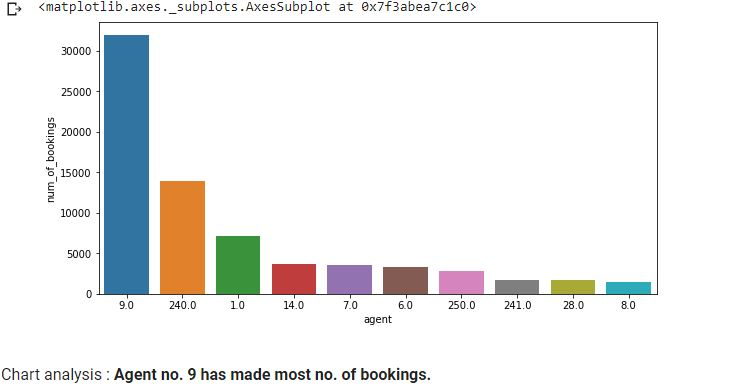 <matplotlib.axes._subplots.AxesSubplot at 0x7f3abea7c1c0>
30000
25000
20000
15000
10000
5000
0
num_of_bookings
9.0 240.0 1.0 14.0 7.0 6.0 250.0 241.0 28.0 8.0
agent
Chart analysis : Agent no. 9 has made most no. of bookings.